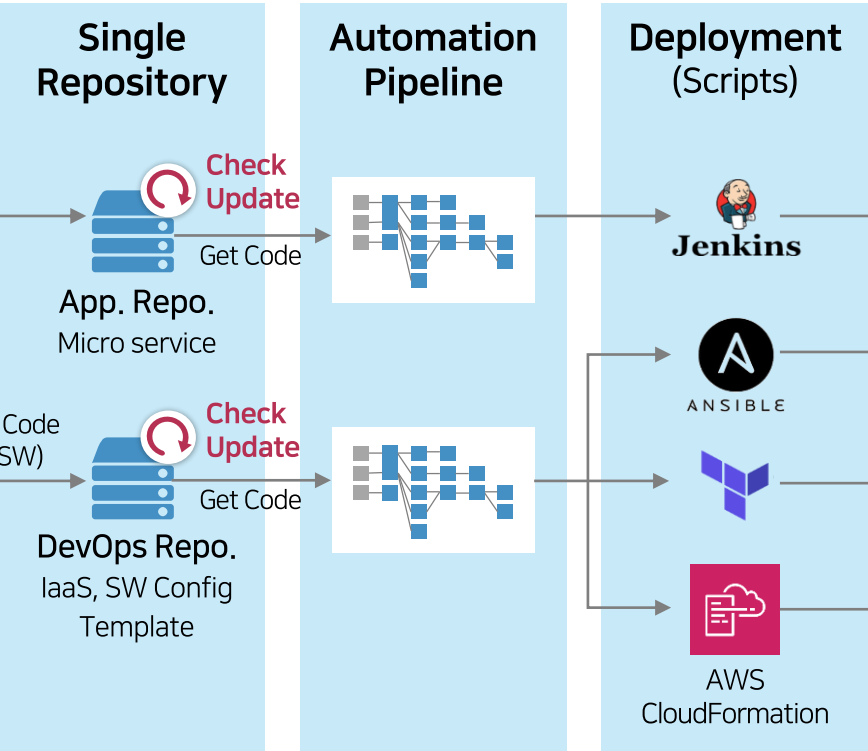 Single
Repository
Automation
Pipeline
Deployment
(Scripts)
Check
Update
Get Code
App. Repo.
Micro service
Jenkins
ANSIBLE
Code
SW)
Check
Update
Get Code
DevOps Repo.
IaaS, SW Config
Template
AWS
CloudFormation